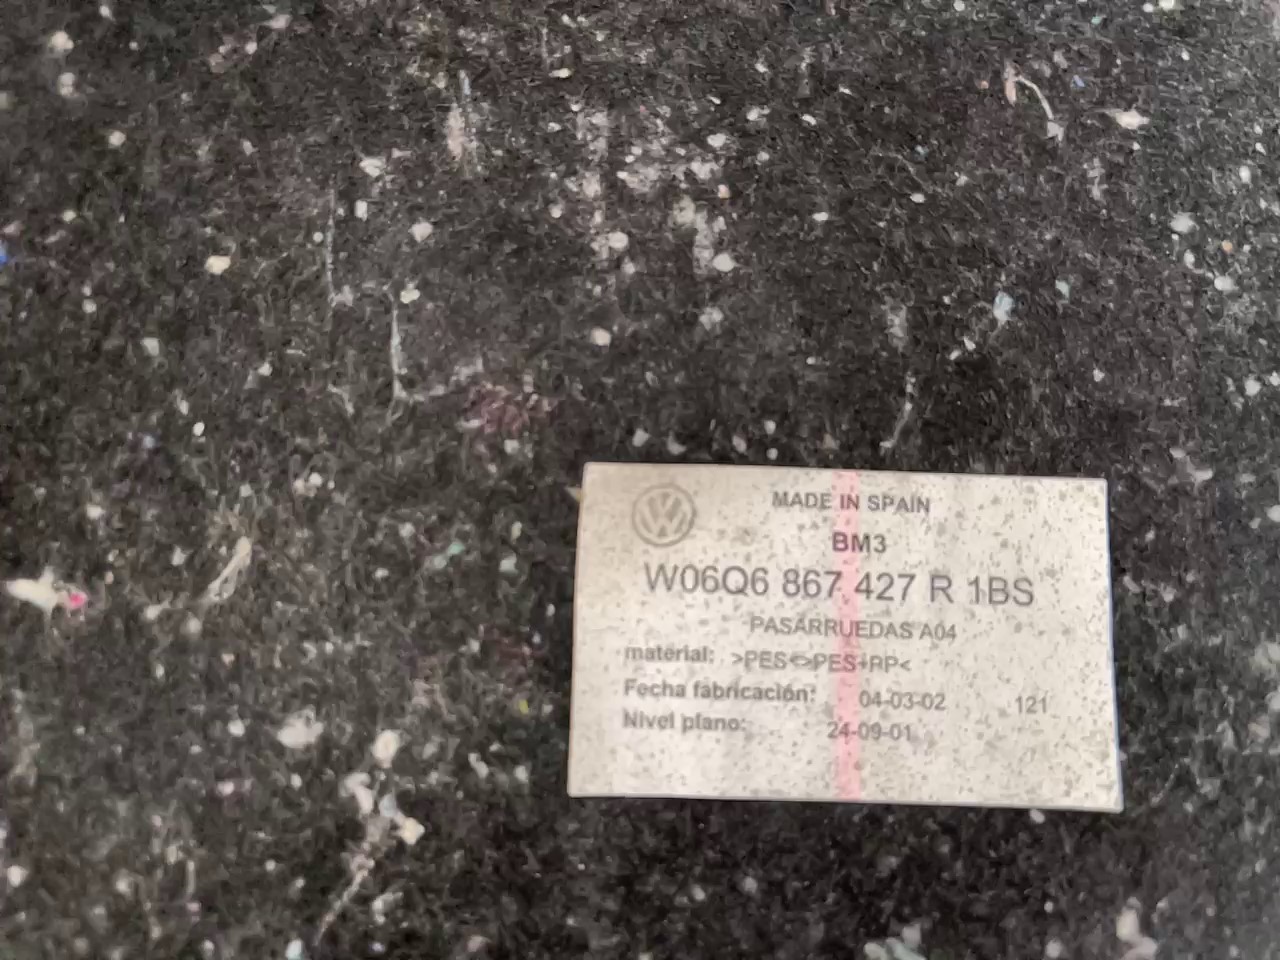 MADE IN SPAIN
BM3
W06Q6 867 427 R 1BS
PASARRUEDAS A04
material: >PES<>PES+PP<
Fecha fabricación: 04-03-02 121
Nivel plano: 24-09-01